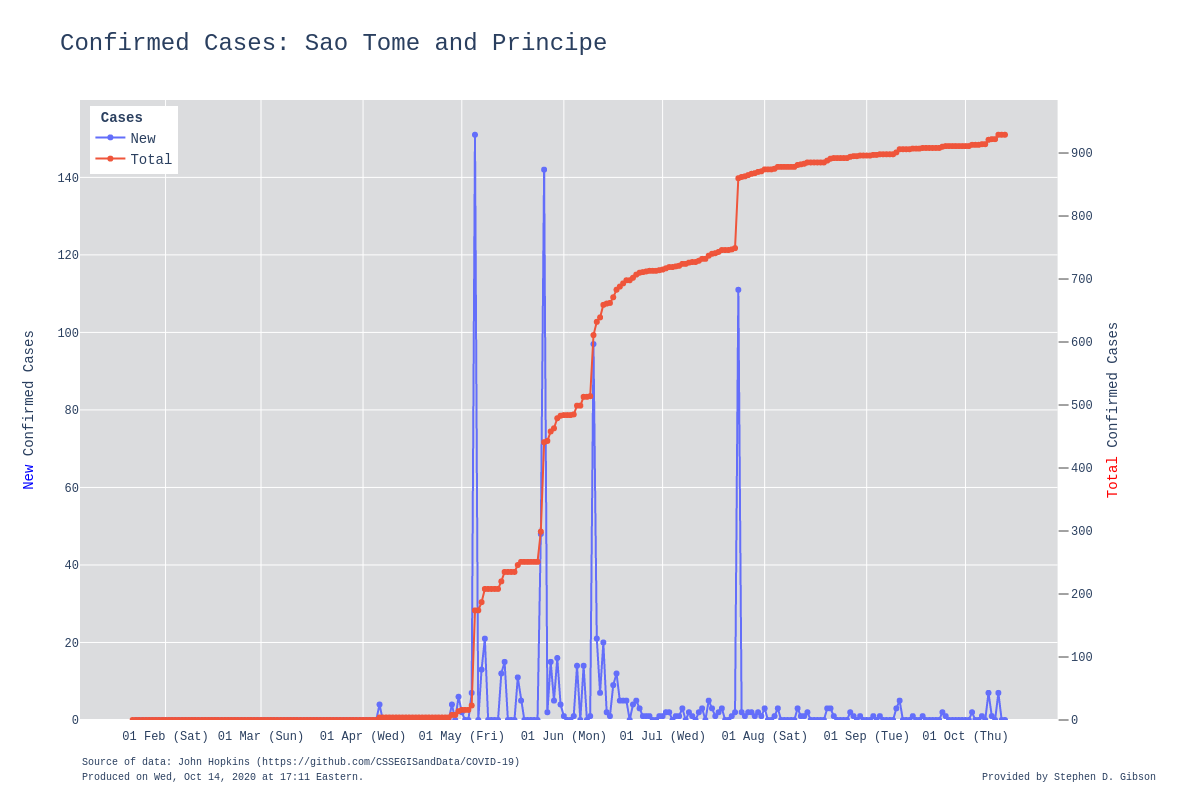 Confirmed Cases: Sao Tome and Principe
Cases
New
Total
140
120
100
80
60
40
20
0
900
800
700
600
500
400
300
200
100
0
New Confirmed Cases
Total Confirmed Cases
01 Feb (Sat) 01 Mar (Sun) 01 Apr (Wed) 01 May (Fri) 01 Jun (Mon) 01 Jul (Wed) 01 Aug (Sat) 01 Sep (Tue) 01 Oct (Thu)
Source of data: John Hopkins (https://github.com/CSSEGISandData/COVID-19)
Produced on Wed, Oct 14, 2020 at 17:11 Eastern.
Provided by Stephen D. Gibson